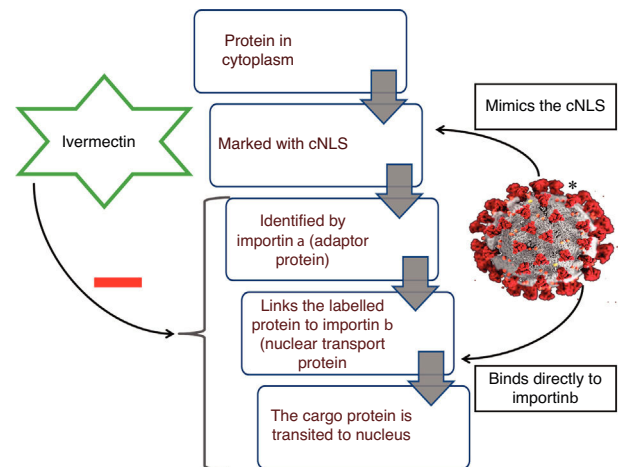 Protein in
cytoplasm
Mimics the cNLS
Ivermectin
Marked with cNLS
*
Identified by
importin a (adaptor
protein)
Links the labelled
protein to importin b
(nuclear transport
protein
Binds directly to
importinb
The cargo protein is
transited to nucleus